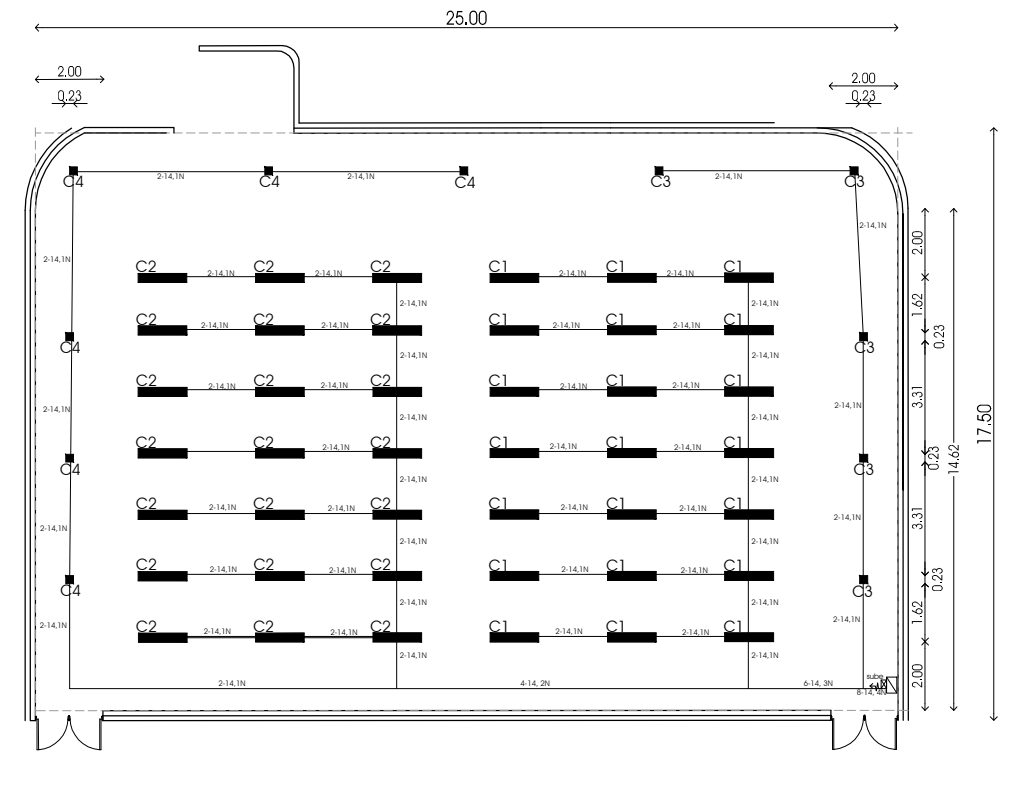 25.00
2.00
2.00
0.23
0.23
C4 C4 C4 C3 C3
2-14,1N 2-14,1N 2-14,1N
2-14,1N 2-14,1N
2.00
C2 C2 C2 C1 C1 C1
2-14,1N 2-14,1N 2-14,1N 2-14,1N
2-14,1N 2-14,1N
1.62
C2 C2 C2 C1 C1 C1
2-14,1N 2-14,1N 2-14,1N 2-14,1N
C4 C3
0.23
2-14,1N 2-14,1N
C2 C2 C2 C1 C1 C1
2-14,1N 2-14,1N 2-14,1N 2-14,1N
3.31
2-14,1N 2-14,1N 2-14,1N 2-14,1N
17.50
C2 C2 C2 C1 C1 C1
2-14,1N 2-14,1N 2-14,1N
C4 C3
0.23
14.62
2-14,1N 2-14,1N
C2 C2 C2 C1 C1 C1
2-14,1N 2-14,1N 2-14,1N 2-14,1N
3.31
2-14,1N 2-14,1N
2-14,1N 2-14,1N
C2 C2 C2 C1 C1 C1
2-14,1N 2-14,1N 2-14,1N 2-14,1N
C4 C3
0.23
2-14,1N 2-14,1N
1.62
2-14,1N 2-14,1N
C2 C2 C2 C1 C1 C1
2-14,1N 2-14,1N 2-14,1N 2-14,1N
2-14,1N 2-14,1N
2.00
sube
2-14,1N 4-14, 2N 6-14, 3N
8-14, 4N